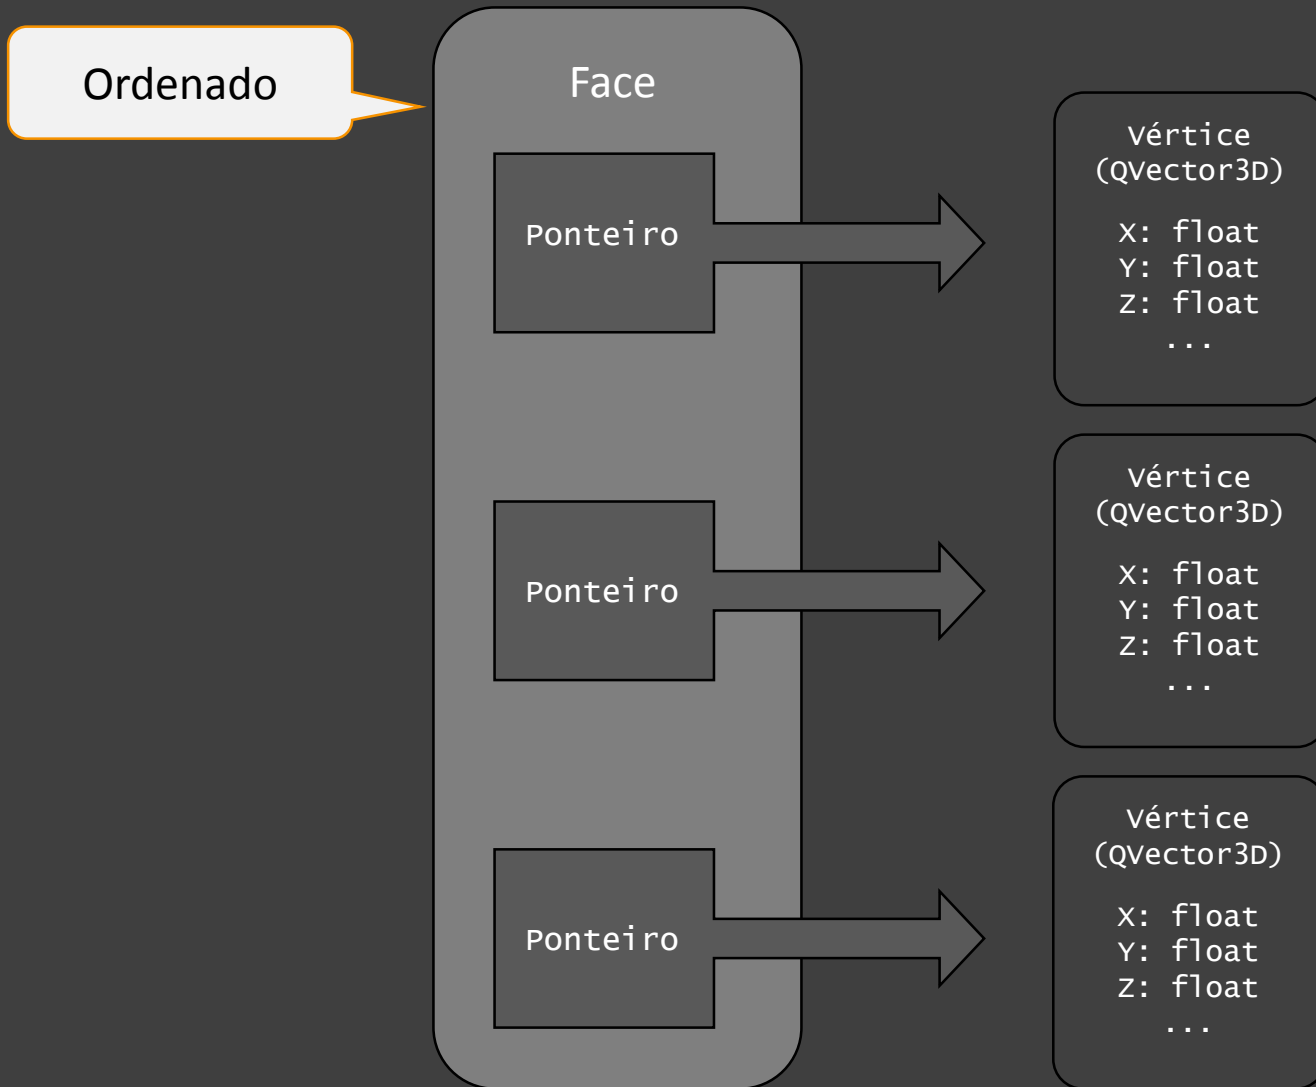 Ordenado
Face
Ponteiro
Vértice
(QVector3D)
X: float
Y: float
Z: float
...
Ponteiro
Vértice
(QVector3D)
X: float
Y: float
Z: float
...
Ponteiro
Vértice
(QVector3D)
X: float
Y: float
Z: float
...